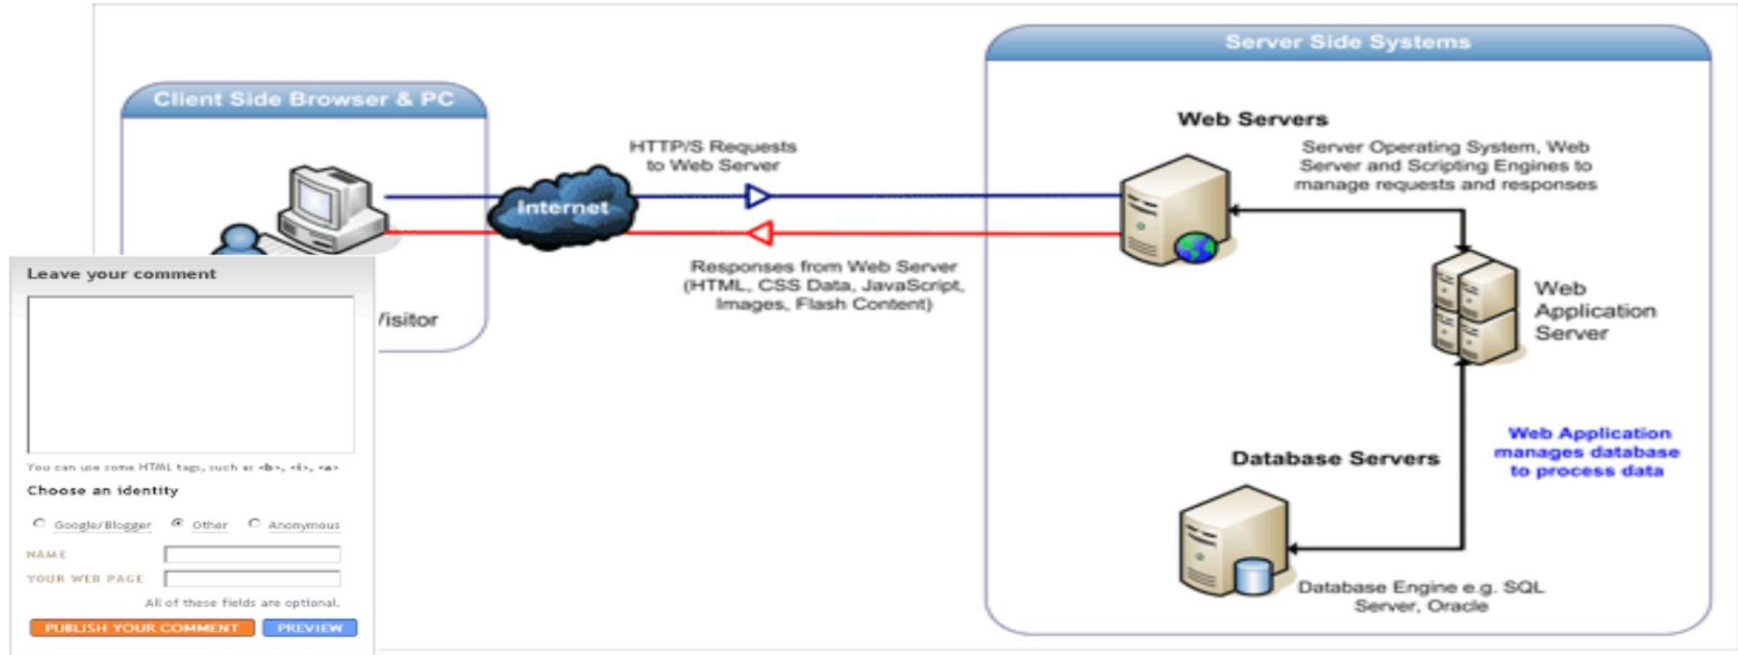 Server Side Systems
Client Side Browser & PC
Web Servers
HTTP/S Requests
to Web Server
Server Operating System, Web
Server and Scripting Engines to
manage requests and responses
Internet
Responses from Web Server
(HTML, CSS Data, JavaScript,
Images, Flash Content)
Web
Application
Server
Leave your comment
Web Application
manages database
to process data
Database Servers
You can use some HTML tags, such as <b>, <i>, <a>
Choose an identity
Google/Blogger Other Anonymous
NAME
YOUR WEB PAGE
Database Engine e.g. SQL
Server, Oracle
All of these fields are optional.
PUBLISH YOUR COMMENT PREVIEW